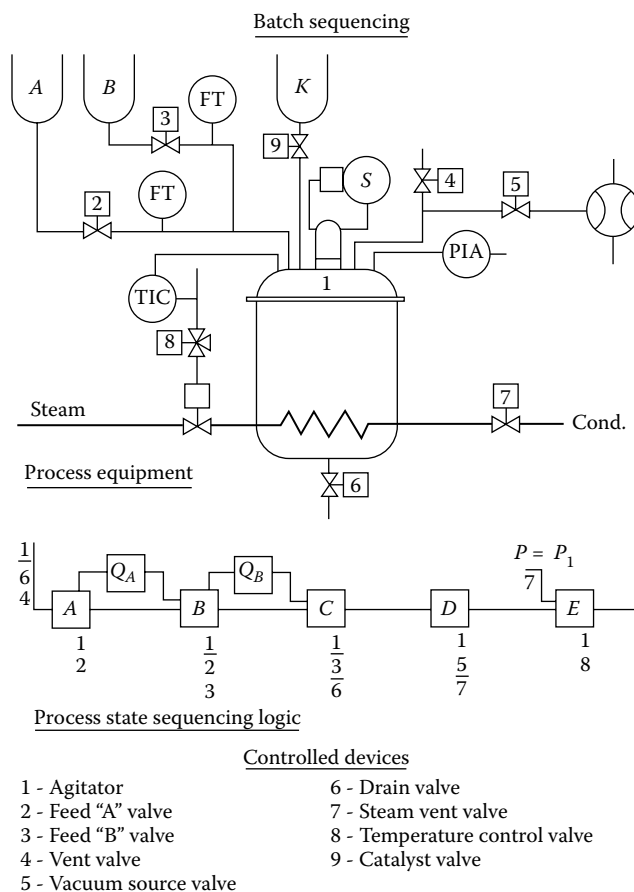 Batch sequencing
A
B
K
FT
3
9
S
4
5
2
FT
PIA
1
TIC
8
7
Steam
Cond.
6
Process equipment
1
6
4
Q_A
Q_B
P = P_1
7
A
B
C
D
E
1
2
1
2
3
1
3
6
1
5
7
1
8
Process state sequencing logic
Controlled devices
1 - Agitator
2 - Feed “A” valve
3 - Feed “B” valve
4 - Vent valve
5 - Vacuum source valve
6 - Drain valve
7 - Steam vent valve
8 - Temperature control valve
9 - Catalyst valve